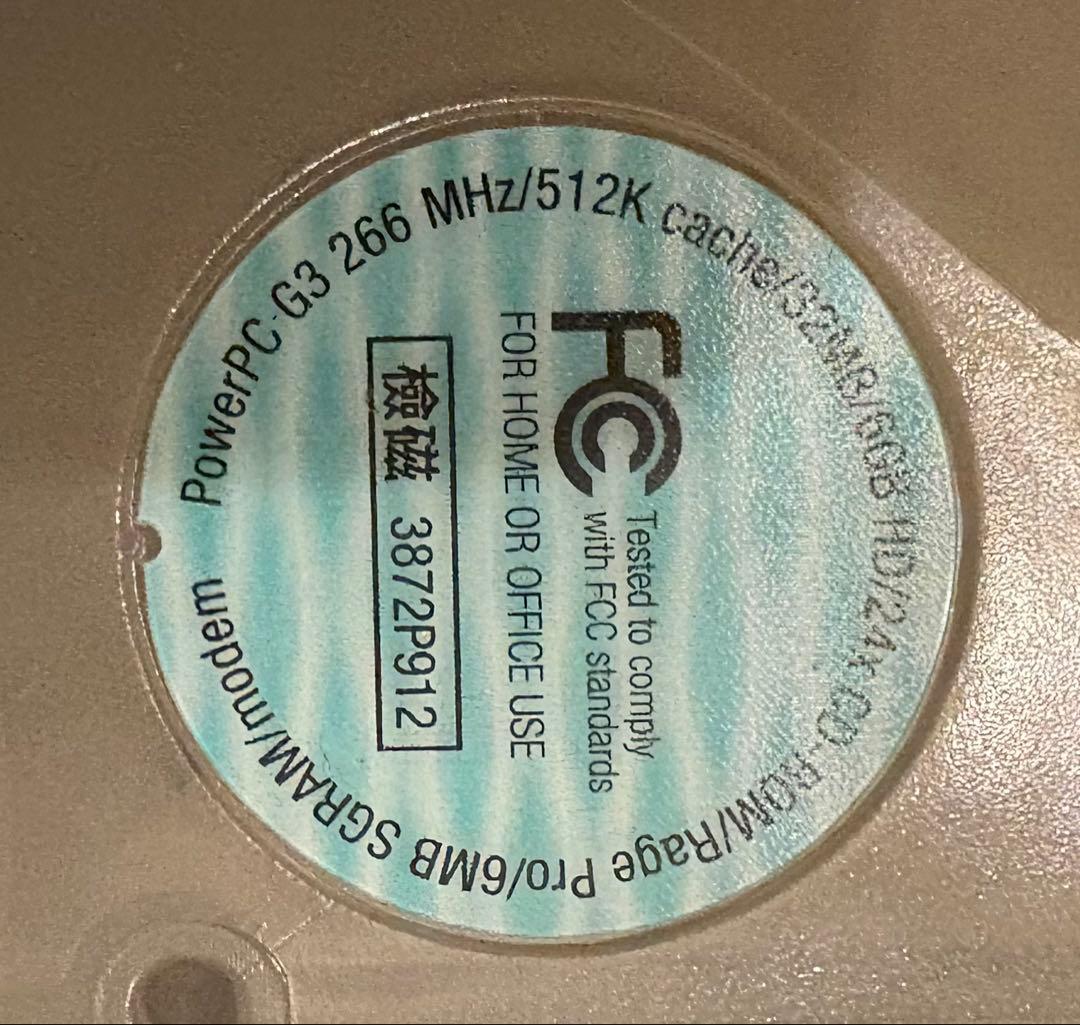 PowerPC G3 266 MHz/512K cache/32MB/6GB HD/24x CD-ROM/Rage Pro/6MB SGRAM/modem
FC
Tested to comply
with FCC standards
FOR HOME OR OFFICE USE
檢磁 3872P912